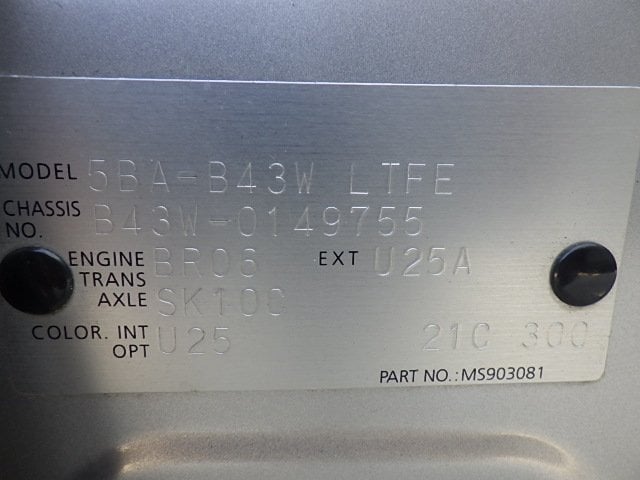 MODEL 5BA-B43W LTFE
CHASSIS NO. B43W-0149755
ENGINE BR06 EXT U25A
TRANS AXLE SK10C
COLOR. INT OPT U25 21C 300
PART NO.:MS903081